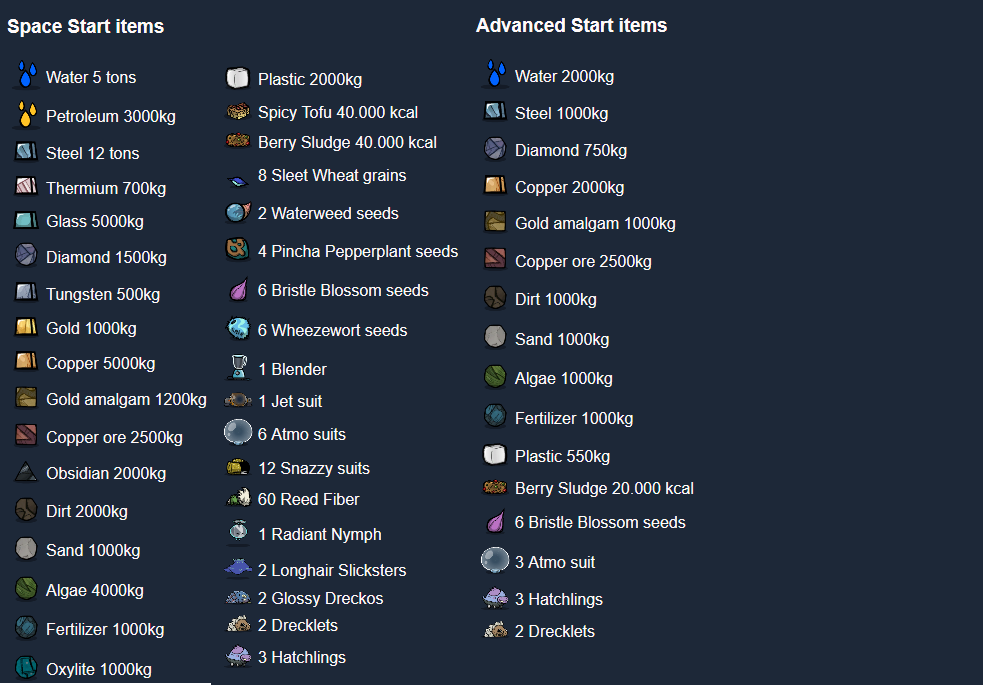 Space Start items
Water 5 tons
Petroleum 3000kg
Steel 12 tons
Thermium 700kg
Glass 5000kg
Diamond 1500kg
Tungsten 500kg
Gold 1000kg
Copper 5000kg
Gold amalgam 1200kg
Copper ore 2500kg
Obsidian 2000kg
Dirt 2000kg
Sand 1000kg
Algae 4000kg
Fertilizer 1000kg
Oxylite 1000kg
Plastic 2000kg
Spicy Tofu 40.000 kcal
Berry Sludge 40.000 kcal
8 Sleet Wheat grains
2 Waterweed seeds
4 Pincha Pepperplant seeds
6 Bristle Blossom seeds
6 Wheezewort seeds
1 Blender
1 Jet suit
6 Atmo suits
12 Snazzy suits
60 Reed Fiber
1 Radiant Nymph
2 Longhair Slicksters
2 Glossy Dreckos
2 Drecklets
3 Hatchlings
Advanced Start items
Water 2000kg
Steel 1000kg
Diamond 750kg
Copper 2000kg
Gold amalgam 1000kg
Copper ore 2500kg
Dirt 1000kg
Sand 1000kg
Algae 1000kg
Fertilizer 1000kg
Plastic 550kg
Berry Sludge 20.000 kcal
6 Bristle Blossom seeds
3 Atmo suit
3 Hatchlings
2 Drecklets